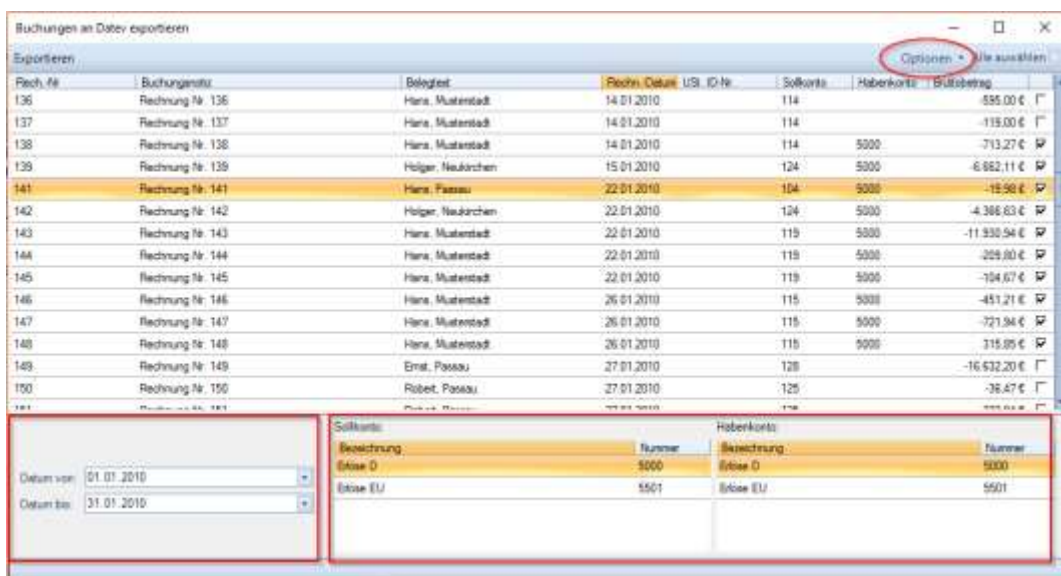 Buchungen an Datev exportieren
Exportieren Optionen Alle auswählen
Rech.-Nr Buchungsnotiz Belegtext Rechn. Datum USt. ID-Nr. Sollkonto Habenkonto Bruttobetrag
136 Rechnung Nr. 136 Hans, Musterstadt 14.01.2010 114 -595,00 €
137 Rechnung Nr. 137 Hans, Musterstadt 14.01.2010 114 -119,00 €
138 Rechnung Nr. 138 Hans, Musterstadt 14.01.2010 114 5000 -713,27 €
139 Rechnung Nr. 139 Holger, Neukirchen 15.01.2010 124 5000 -6.662,11 €
141 Rechnung Nr. 141 Hans, Passau 22.01.2010 104 5000 -19,98 €
142 Rechnung Nr. 142 Holger, Neukirchen 22.01.2010 124 5000 -4.366,63 €
143 Rechnung Nr. 143 Hans, Musterstadt 22.01.2010 119 5000 -11.930,94 €
144 Rechnung Nr. 144 Hans, Musterstadt 22.01.2010 119 5000 -209,80 €
145 Rechnung Nr. 145 Hans, Musterstadt 22.01.2010 119 5000 -104,67 €
146 Rechnung Nr. 146 Hans, Musterstadt 26.01.2010 115 5000 -451,21 €
147 Rechnung Nr. 147 Hans, Musterstadt 26.01.2010 115 5000 -721,94 €
148 Rechnung Nr. 148 Hans, Musterstadt 26.01.2010 115 5000 315,85 €
149 Rechnung Nr. 149 Ernst, Passau 27.01.2010 128 -16.632,20 €
150 Rechnung Nr. 150 Robert, Passau 27.01.2010 125 -36,47 €
Sollkonto: Habenkonto:
Bezeichnung Nummer Bezeichnung Nummer
Erlöse D 5000 Erlöse D 5000
Erlöse EU 5501 Erlöse EU 5501
Datum von: 01.01.2010
Datum bis: 31.01.2010